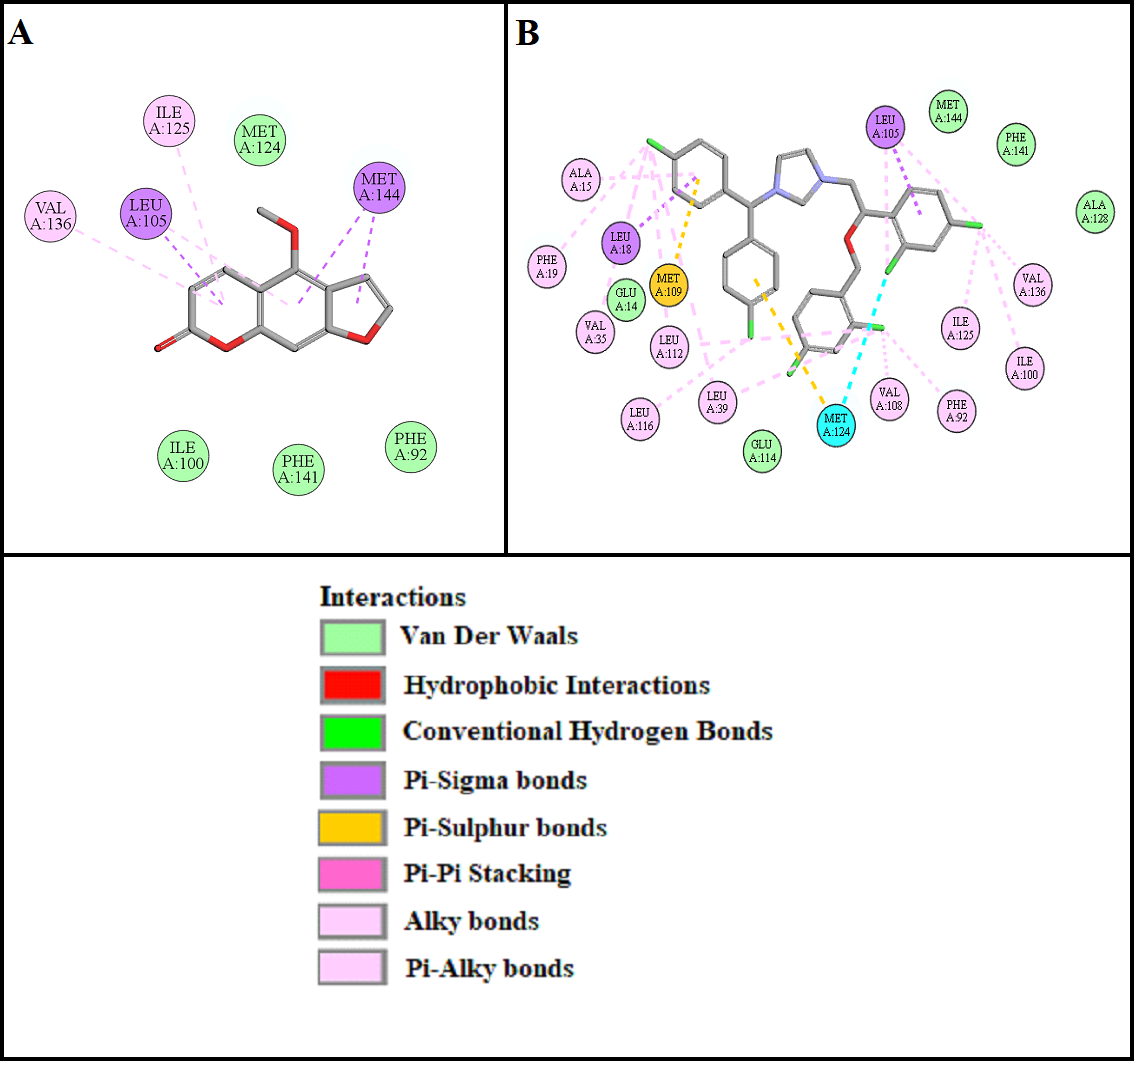 A
ILE
A:125
MET
A:124
MET
A:144
LEU
A:105
VAL
A:136
ILE
A:100
PHE
A:141
PHE
A:92
B
LEU
A:105
MET
A:144
PHE
A:141
ALA
A:15
ALA
A:128
LEU
A:18
PHE
A:19
MET
A:109
GLU
A:14
VAL
A:136
VAL
A:35
LEU
A:112
ILE
A:125
ILE
A:100
LEU
A:39
VAL
A:108
PHE
A:92
LEU
A:116
MET
A:124
GLU
A:114
Interactions
Van Der Waals
Hydrophobic Interactions
Conventional Hydrogen Bonds
Pi-Sigma bonds
Pi-Sulphur bonds
Pi-Pi Stacking
Alky bonds
Pi-Alky bonds